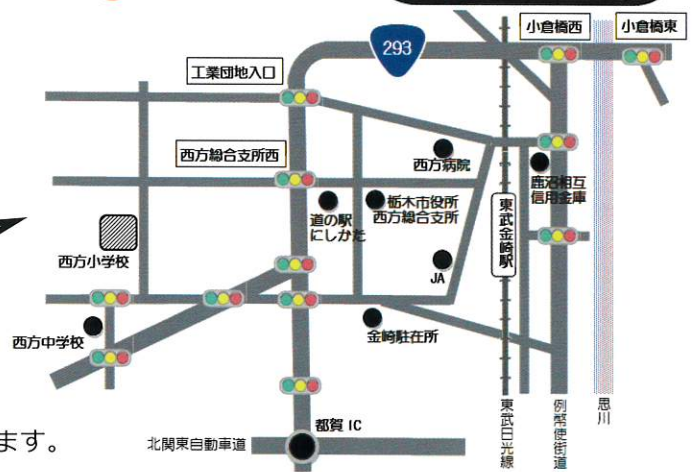 小倉橋西
小倉橋東
293
工業団地入口
西方病院
西方総合支所西
鹿沼相互
信用金庫
道の駅
にしかた
栃木市役所
西方総合支所
東武金崎駅
西方小学校
JA
西方中学校
金崎駐在所
都賀 IC
北関東自動車道
東武日光線
例幣使街道
思川
ます。